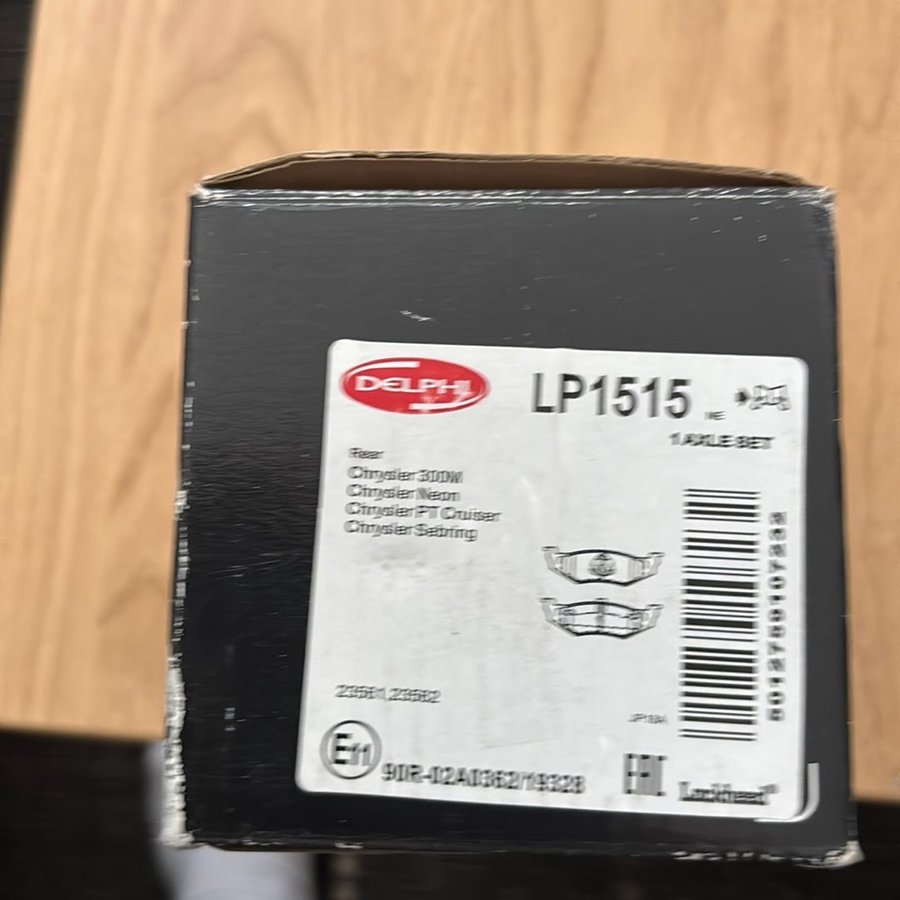 DELPHI
LP1515
1 AXLE SET
Rear
Chrysler 300M
Chrysler Neon
Chrysler PT Cruiser
Chrysler Sebring
23561,23562
E11
90R-02A0362/19328
EAC
Lockheed®